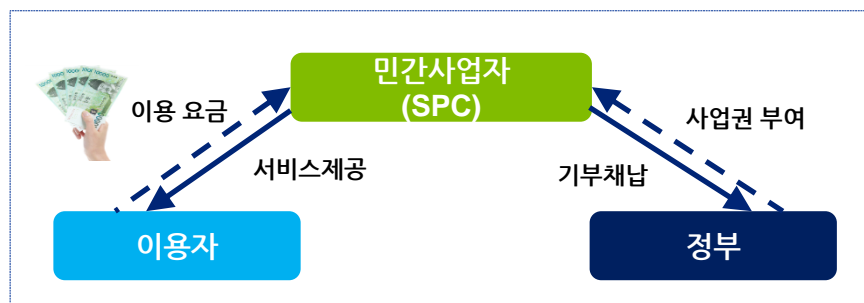 민간사업자
(SPC)
이용 요금
사업권 부여
서비스제공
기부채납
이용자
정부